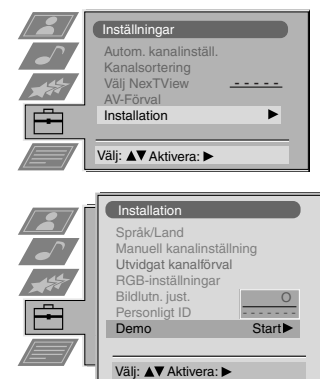 Inställningar
Autom. kanalinställ.
Kanalsortering
Välj NexTView - - - - -
AV-Förval
Installation ▶
Välj: ▲▼ Aktivera: ▶
Installation
Språk/Land
Manuell kanalinställning
Utvidgat kanalförval
RGB-inställningar
Bildlutn. just. O
Personligt ID - - - - - - -
Demo Start▶
Välj: ▲▼ Aktivera: ▶